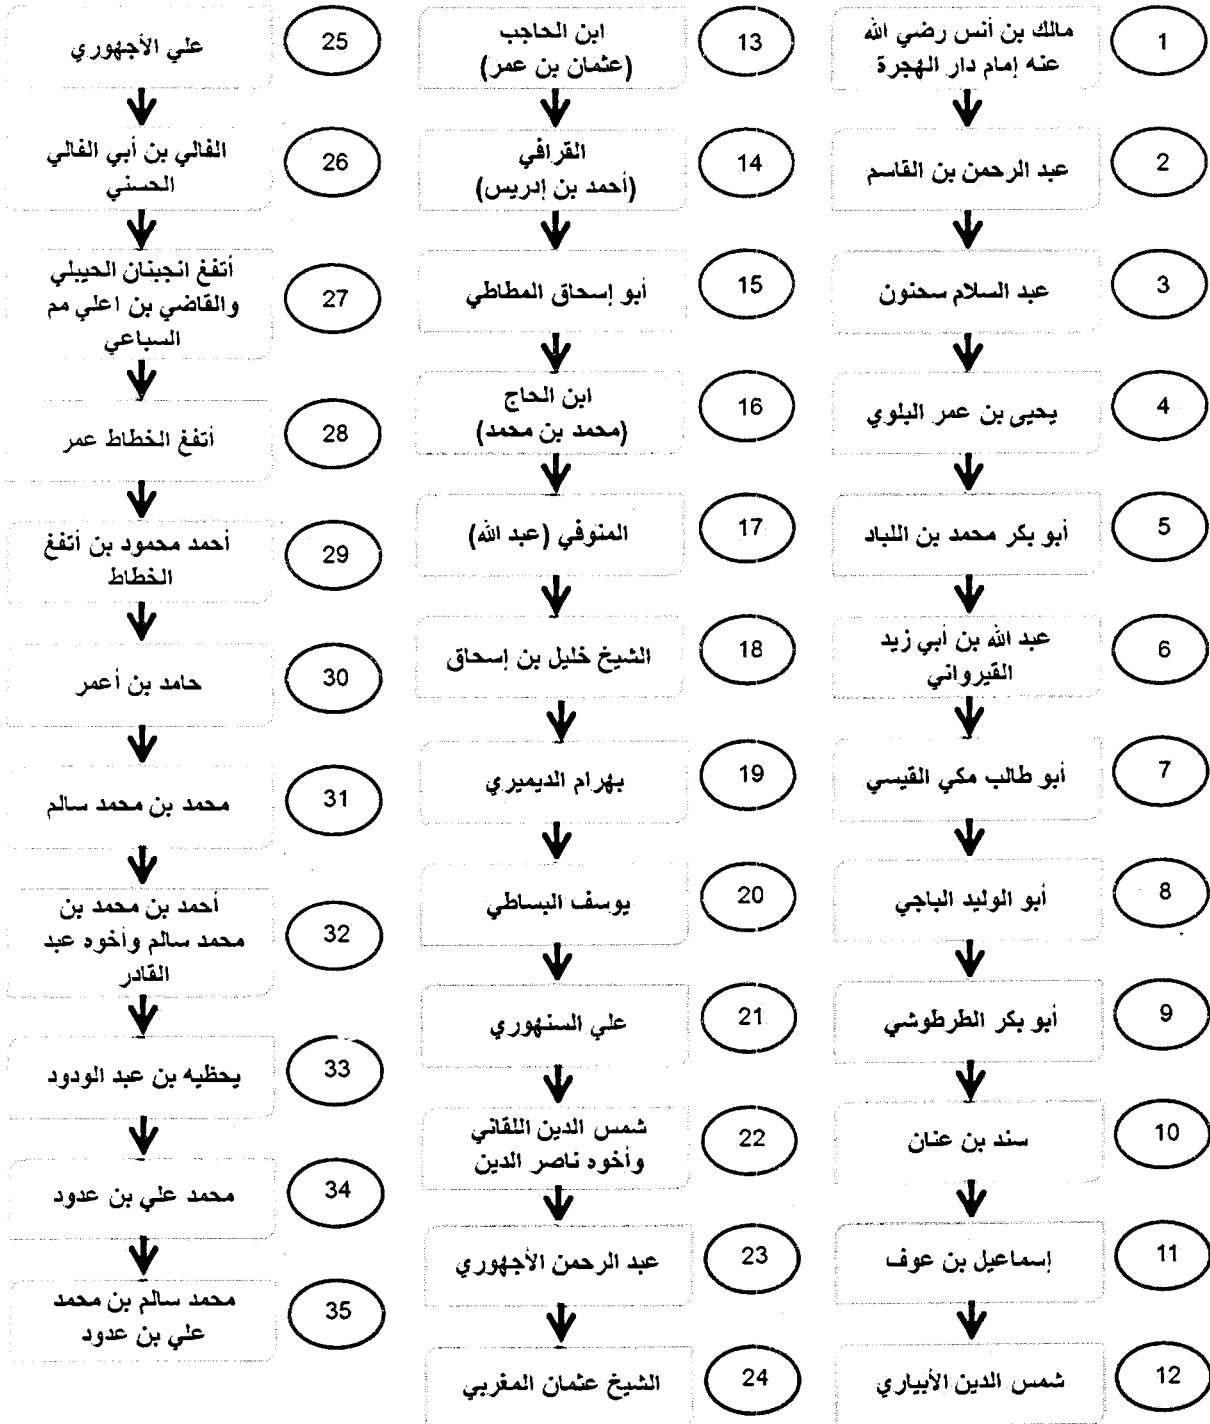 1
مالك بن أنس رضي الله
عنه إمام دار الهجرة
2
عبد الرحمن بن القاسم
3
عبد السلام سحنون
4
يحيى بن عمر البلوي
5
أبو بكر محمد بن اللباد
6
عبد الله بن أبي زيد
القيرواني
7
أبو طالب مكي القيسي
8
أبو الوليد الباجي
9
أبو بكر الطرطوشي
10
سند بن عنان
11
إسماعيل بن عوف
12
شمس الدين الأبياري
13
ابن الحاجب
(عثمان بن عمر)
14
القرافي
(أحمد بن إدريس)
15
أبو إسحاق المطاطي
16
ابن الحاج
(محمد بن محمد)
17
المنوفي (عبد الله)
18
الشيخ خليل بن إسحاق
19
بهرام الديميري
20
يوسف البساطي
21
علي السنهوري
22
شمس الدين اللقاني
وأخوه ناصر الدين
23
عبد الرحمن الأجهوري
24
الشيخ عثمان المغربي
25
علي الأجهوري
26
الفالي بن أبي الفالي
الحسني
27
أتفغ انجبنان الحيبلي
والقاضي بن اعلي مم
السباعي
28
أتفغ الخطاط عمر
29
أحمد محمود بن أتفغ
الخطاط
30
حامد بن أعمر
31
محمد بن محمد سالم
32
أحمد بن محمد بن
محمد سالم وأخوه عبد
القادر
33
يحظيه بن عبد الودود
34
محمد علي بن عدود
35
محمد سالم بن محمد
علي بن عدود